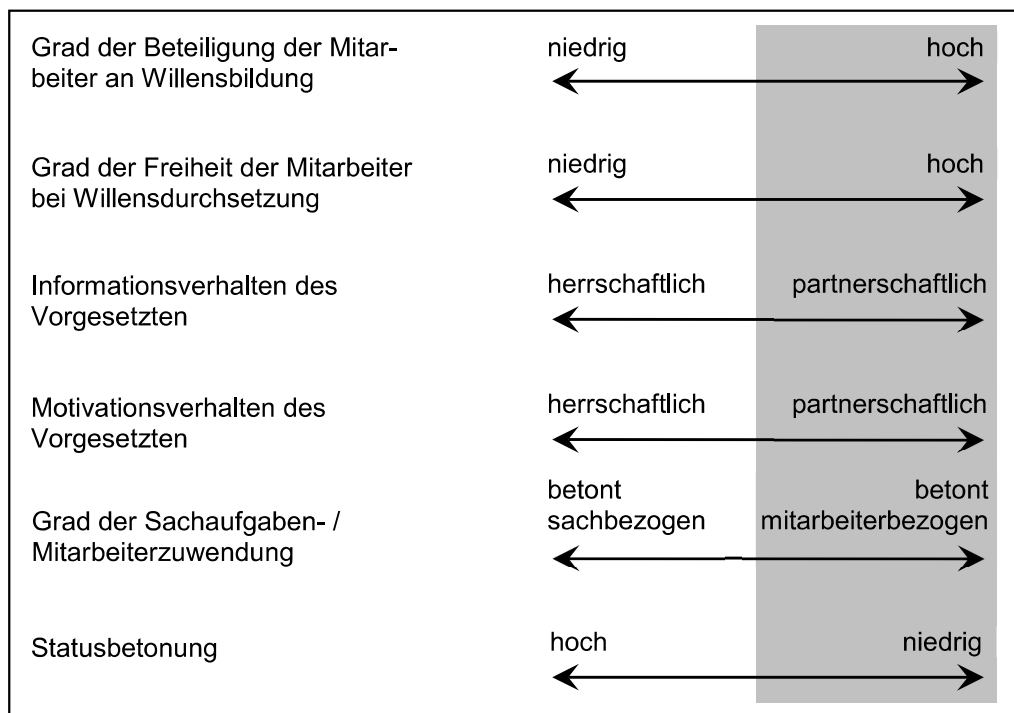 Grad der Beteiligung der Mitar-
beiter an Willensbildung
niedrig hoch
Grad der Freiheit der Mitarbeiter
bei Willensdurchsetzung
niedrig hoch
Informationsverhalten des
Vorgesetzten
herrschaftlich partnerschaftlich
Motivationsverhalten des
Vorgesetzten
herrschaftlich partnerschaftlich
Grad der Sachaufgaben- /
Mitarbeiterzuwendung
betont betont
sachbezogen mitarbeiterbezogen
Statusbetonung
hoch niedrig